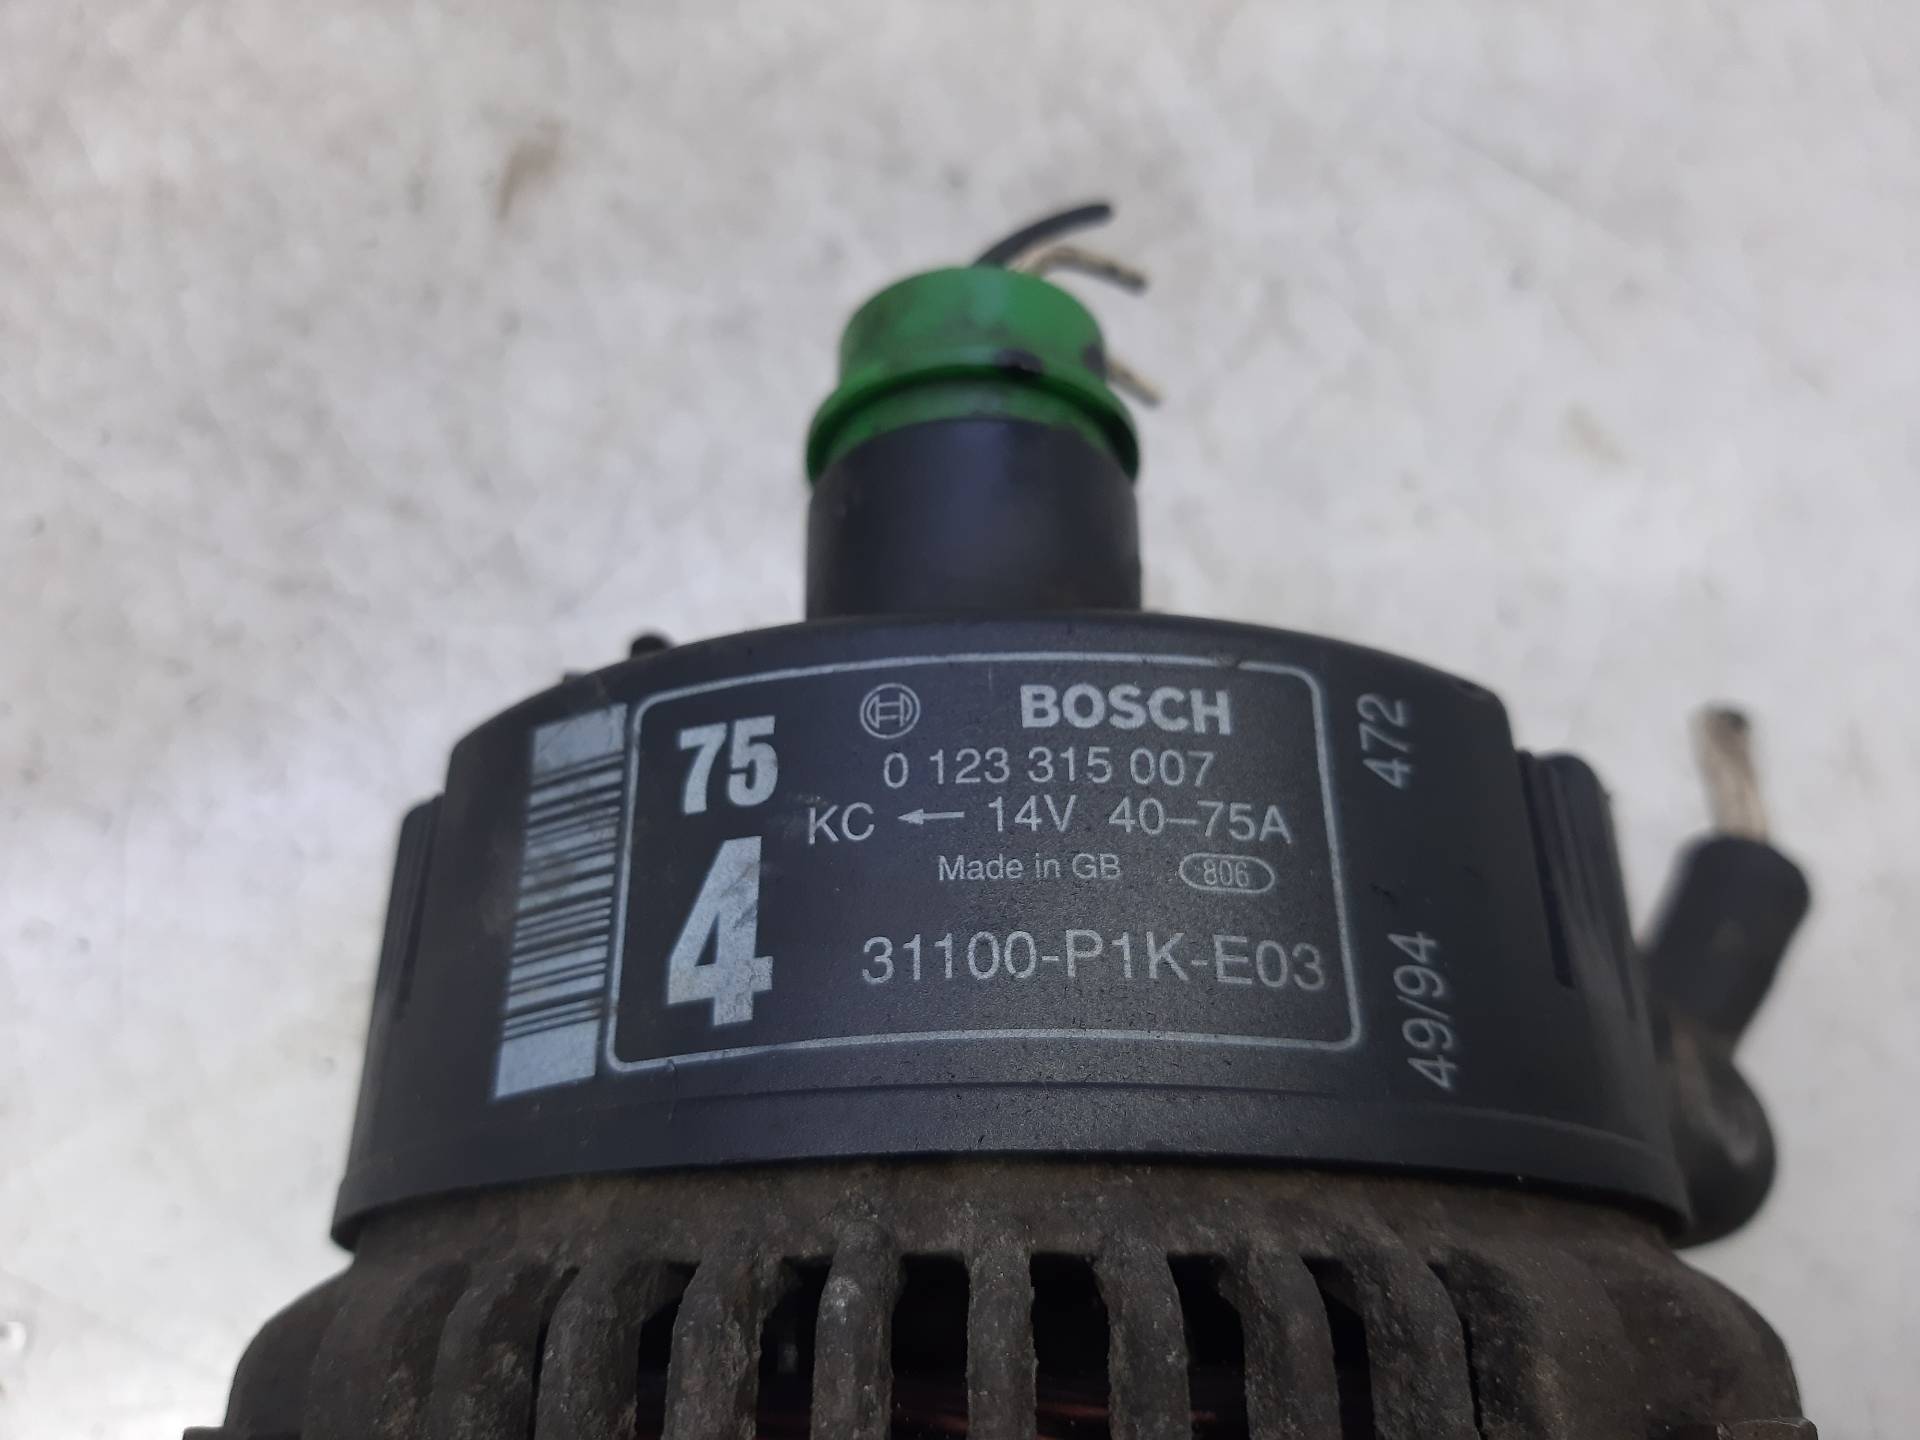 75
BOSCH
0 123 315 007
KC ← 14V 40–75A
Made in GB 806
4
31100-P1K-E03
472
49/94